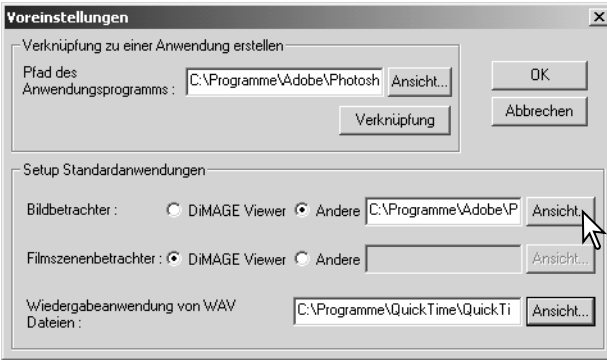 Voreinstellungen
Verknüpfung zu einer Anwendung erstellen
Pfad des
Anwendungsprogramms :
C:\Programme\Adobe\Photosh
Ansicht...
OK
Verknüpfung
Abbrechen
Setup Standardanwendungen
Bildbetrachter : DiMAGE Viewer Andere C:\Programme\Adobe\P Ansicht...
Filmszenenbetrachter : DiMAGE Viewer Andere Ansicht...
Wiedergabeanwendung von WAV
Dateien :
C:\Programme\QuickTime\QuickTi
Ansicht...